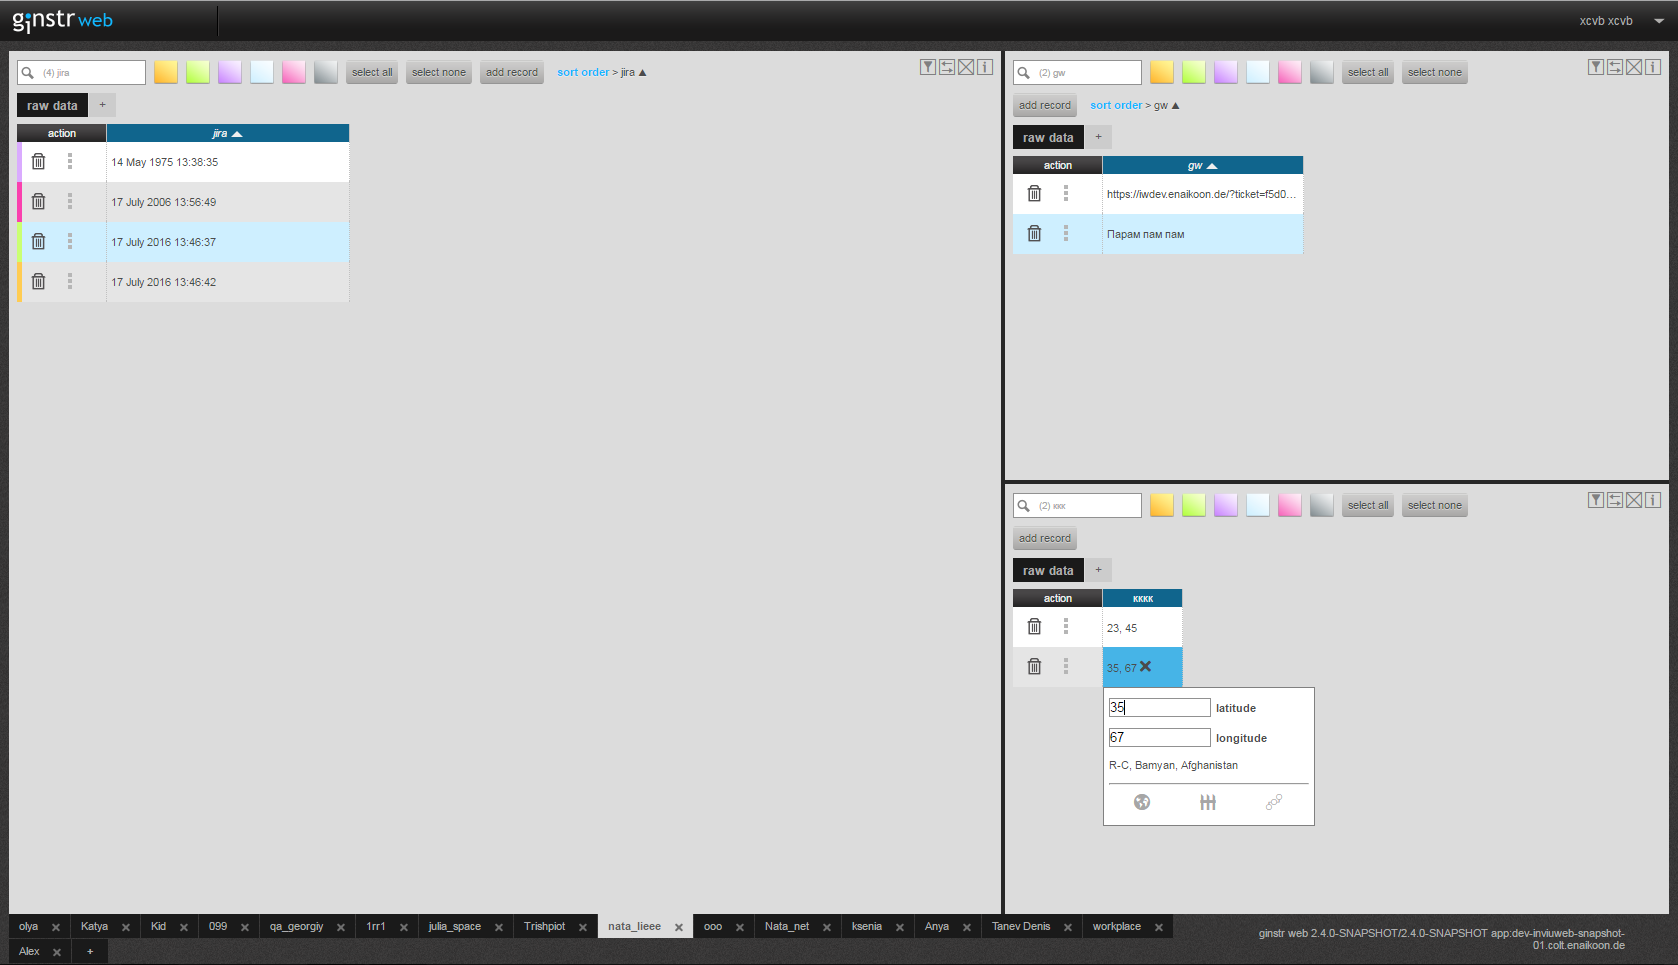 ginstr web
xcvb xcvb
(4) jira
select all
select none
add record
sort order > jira ▲
raw data
+
action
jira
14 May 1975 13:38:35
17 July 2006 13:56:49
17 July 2016 13:46:37
17 July 2016 13:46:42
(2) gw
select all
select none
add record
sort order > gw ▲
raw data
+
action
gw
https://iwdev.enaikoon.de/?ticket=f5d0...
Парам пам пам
(2) ккк
select all
select none
add record
raw data
+
action
кккк
23, 45
35, 67
35
latitude
67
longitude
R-C, Bamyan, Afghanistan
olya
Katya
Kid
099
qa_georgiy
1rr1
julia_space
Trishpiot
nata_lieee
ooo
Nata_net
ksenia
Anya
Tanev Denis
workplace
Alex
+
ginstr web 2.4.0-SNAPSHOT/2.4.0-SNAPSHOT app:dev-inviuweb-snapshot-
01.colt.enaikoon.de